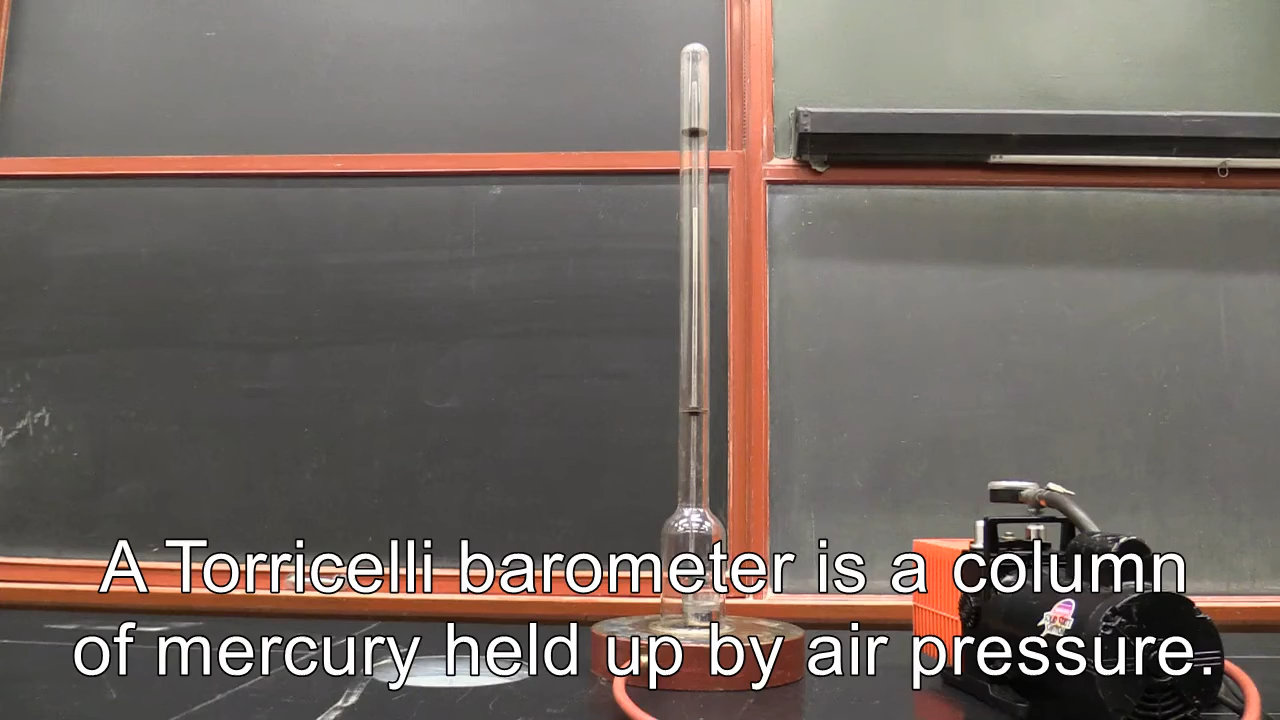 A Torricelli barometer is a column
of mercury held up by air pressure.